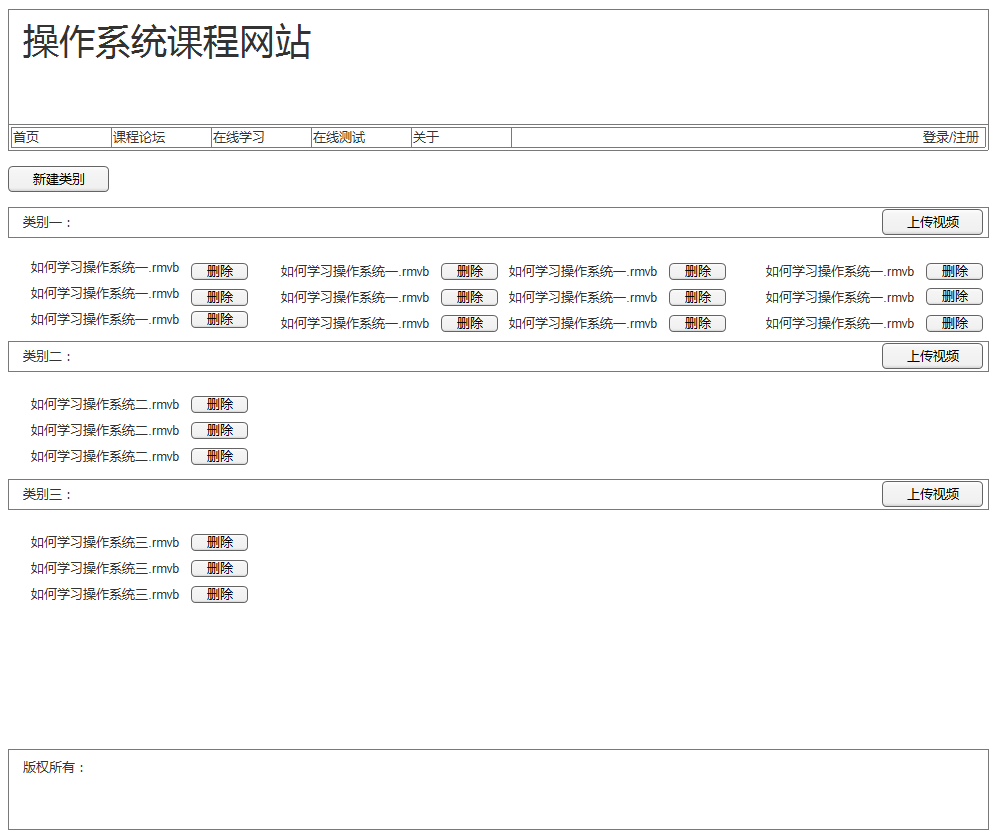 操作系统课程网站
首页 课程论坛 在线学习 在线测试 关于 登录/注册
新建类别
类别一： 上传视频
如何学习操作系统一.rmvb 删除 如何学习操作系统一.rmvb 删除 如何学习操作系统一.rmvb 删除 如何学习操作系统一.rmvb 删除
如何学习操作系统一.rmvb 删除 如何学习操作系统一.rmvb 删除 如何学习操作系统一.rmvb 删除 如何学习操作系统一.rmvb 删除
如何学习操作系统一.rmvb 删除 如何学习操作系统一.rmvb 删除 如何学习操作系统一.rmvb 删除 如何学习操作系统一.rmvb 删除
类别二： 上传视频
如何学习操作系统二.rmvb 删除
如何学习操作系统二.rmvb 删除
如何学习操作系统二.rmvb 删除
类别三： 上传视频
如何学习操作系统三.rmvb 删除
如何学习操作系统三.rmvb 删除
如何学习操作系统三.rmvb 删除
版权所有：